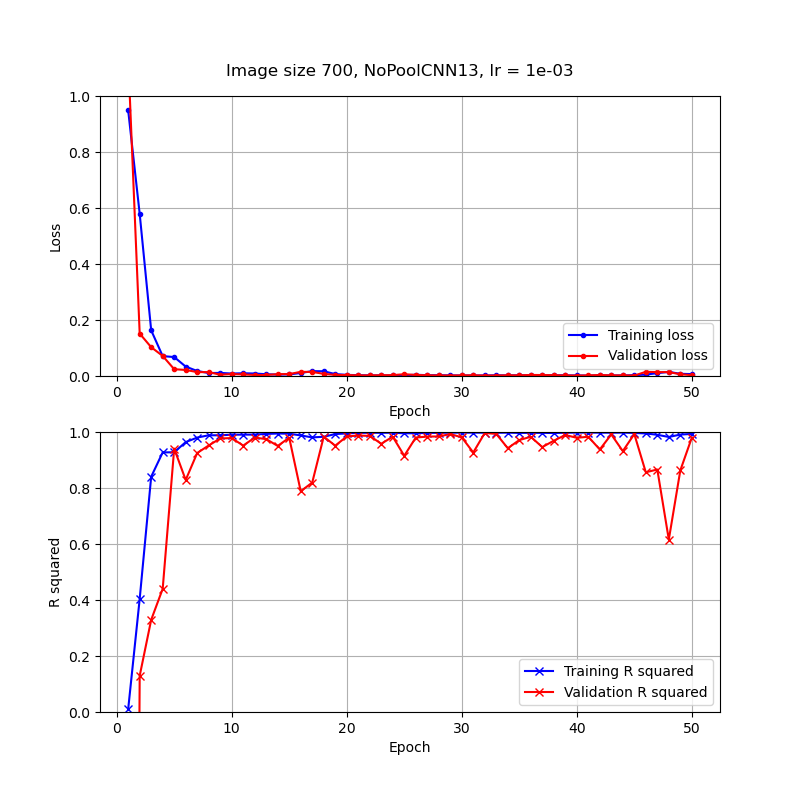 Image size 700, NoPoolCNN13, lr = 1e-03
1.0
0.8
0.6
0.4
0.2
0.0
Loss
Training loss
Validation loss
0 10 20 30 40 50
Epoch
1.0
0.8
0.6
0.4
0.2
0.0
R squared
Training R squared
Validation R squared
0 10 20 30 40 50
Epoch